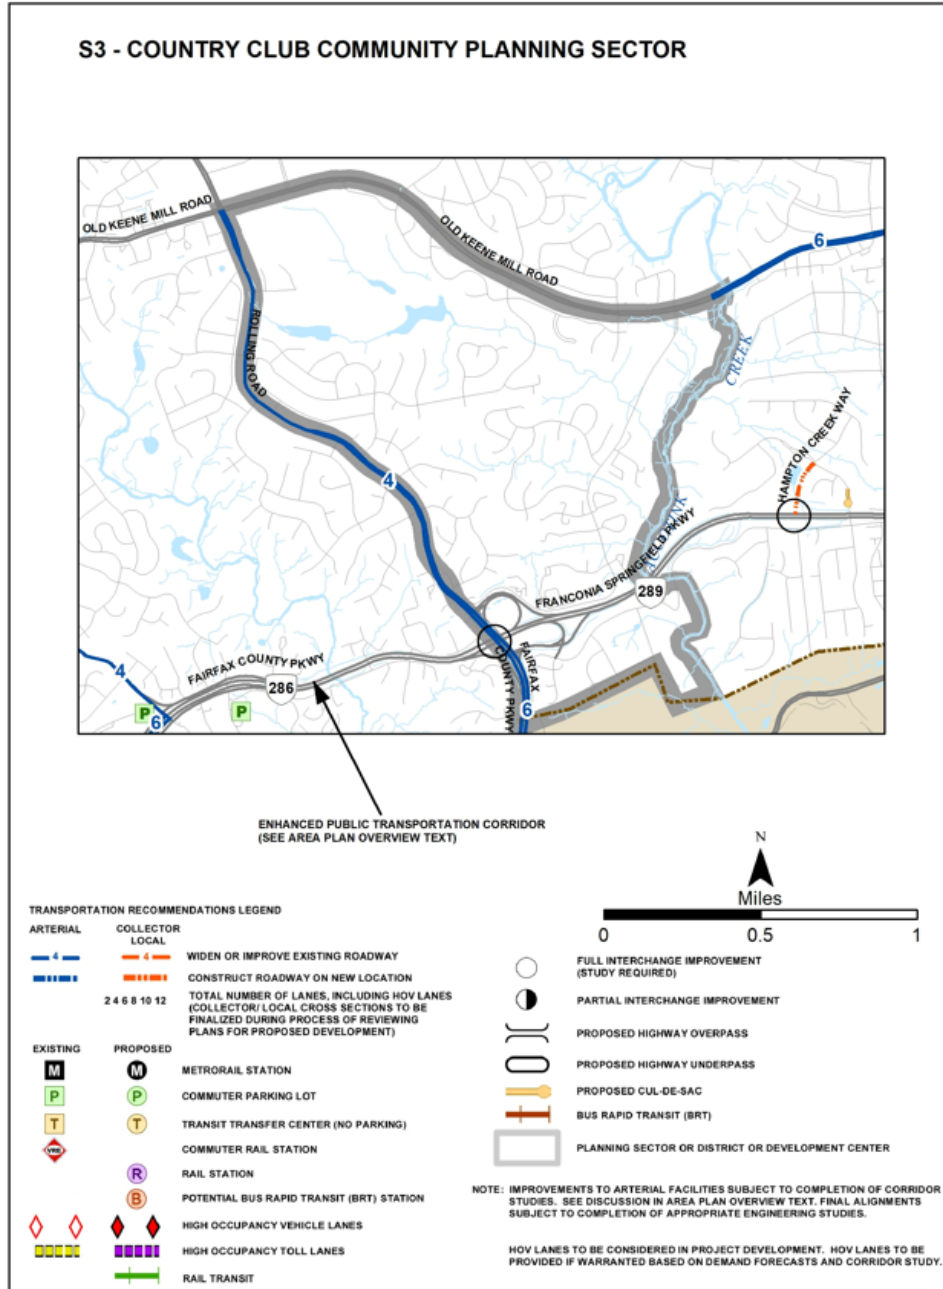 S3 - COUNTRY CLUB COMMUNITY PLANNING SECTOR
OLD KEENE MILL ROAD
OLD KEENE MILL ROAD
6
ROLLING ROAD
CREEK
HAMPTON CREEK WAY
4
FRANCONIA SPRINGFIELD PKWY
289
FAIRFAX COUNTY PKWY
286
FAIRFAX
COUNTY PKWY
4
P
P
6
6
ENHANCED PUBLIC TRANSPORTATION CORRIDOR
(SEE AREA PLAN OVERVIEW TEXT)
N
Miles
0 0.5 1
TRANSPORTATION RECOMMENDATIONS LEGEND
ARTERIAL COLLECTOR
LOCAL
4 4 WIDEN OR IMPROVE EXISTING ROADWAY
CONSTRUCT ROADWAY ON NEW LOCATION
2 4 6 8 10 12 TOTAL NUMBER OF LANES, INCLUDING HOV LANES
(COLLECTOR/ LOCAL CROSS SECTIONS TO BE
FINALIZED DURING PROCESS OF REVIEWING
PLANS FOR PROPOSED DEVELOPMENT)
EXISTING PROPOSED
M M METRORAIL STATION
P P COMMUTER PARKING LOT
T T TRANSIT TRANSFER CENTER (NO PARKING)
VRE COMMUTER RAIL STATION
R RAIL STATION
B POTENTIAL BUS RAPID TRANSIT (BRT) STATION
HIGH OCCUPANCY VEHICLE LANES
HIGH OCCUPANCY TOLL LANES
RAIL TRANSIT
FULL INTERCHANGE IMPROVEMENT
(STUDY REQUIRED)
PARTIAL INTERCHANGE IMPROVEMENT
PROPOSED HIGHWAY OVERPASS
PROPOSED HIGHWAY UNDERPASS
PROPOSED CUL-DE-SAC
BUS RAPID TRANSIT (BRT)
PLANNING SECTOR OR DISTRICT OR DEVELOPMENT CENTER
NOTE: IMPROVEMENTS TO ARTERIAL FACILITIES SUBJECT TO COMPLETION OF CORRIDOR
STUDIES. SEE DISCUSSION IN AREA PLAN OVERVIEW TEXT. FINAL ALIGNMENTS
SUBJECT TO COMPLETION OF APPROPRIATE ENGINEERING STUDIES.
HOV LANES TO BE CONSIDERED IN PROJECT DEVELOPMENT. HOV LANES TO BE
PROVIDED IF WARRANTED BASED ON DEMAND FORECASTS AND CORRIDOR STUDY.